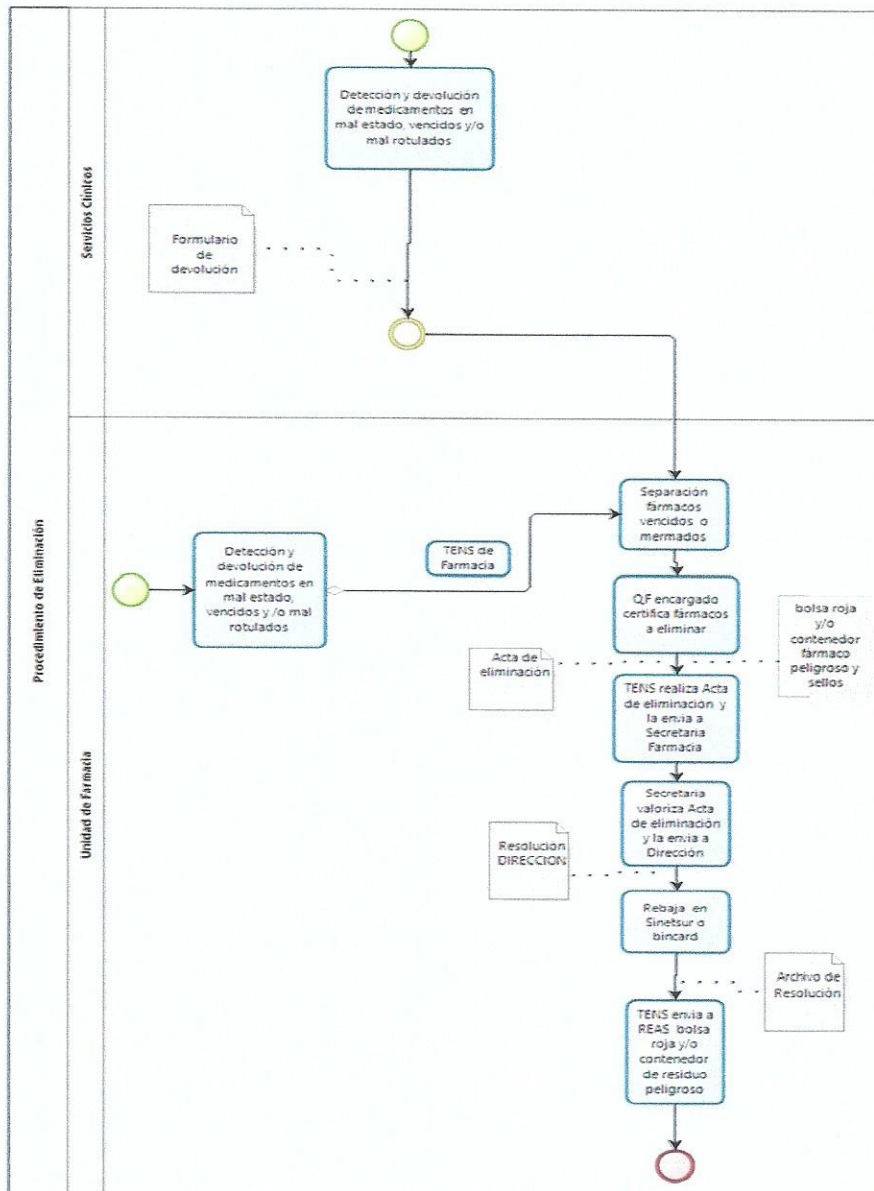 Procedimiento de Eliminación
Servicios Clínicos
Detección y devolución
de medicamentos en
mal estado, vencidos y/o
mal rotulados
Formulario
de
devolución
Unidad de Farmacia
Detección y
devolución de
medicamentos en
mal estado,
vencidos y /o mal
rotulados
TENS de
Farmacia
Separación
fármacos
vencidos o
mermados
QF encargado
certifica fármacos
a eliminar
Acta de
eliminación
bolsa roja
y/o
contenedor
fármaco
peligroso y
sellos
TENS realiza Acta
de eliminación y
la envia a
Secretaria
Farmacia
Secretaria
valoriza Acta
de eliminación
y la envia a
Dirección
Resolución
DIRECCION
Rebaja en
Sinetsur o
bincard
Archivo de
Resolución
TENS envia a
REAS bolsa
roja y/o
contenedor
de residuo
peligroso